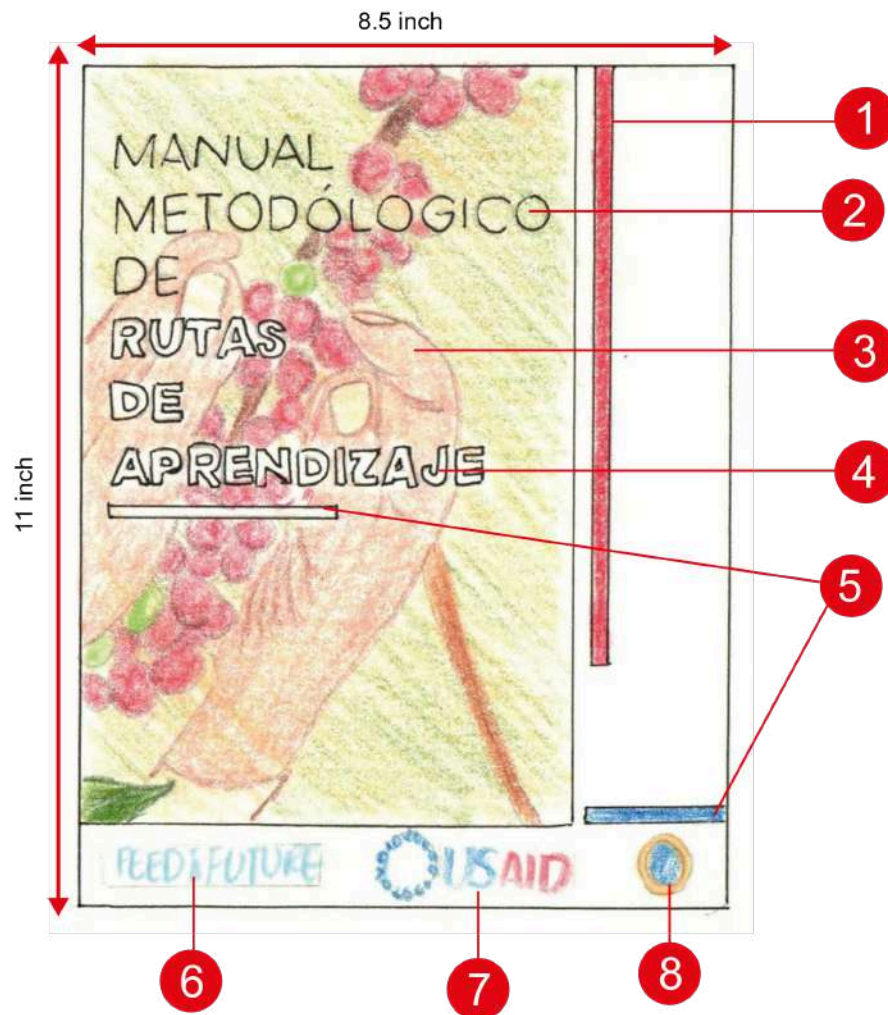 8.5 inch
11 inch
MANUAL
METODÓLOGICO
DE
RUTAS
DE
APRENDIZAJE
FEED FUTURE
USAID
1
2
3
4
5
6
7
8